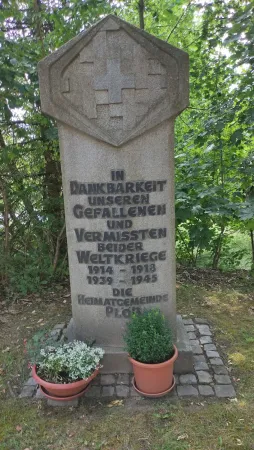 IN
DANKBARKEIT
UNSEREN
GEFALLENEN
UND
VERMISSTEN
BEIDER
WELTKRIEGE
1914 - 1918
1939 - 1945
DIE
HEIMATGEMEINDE